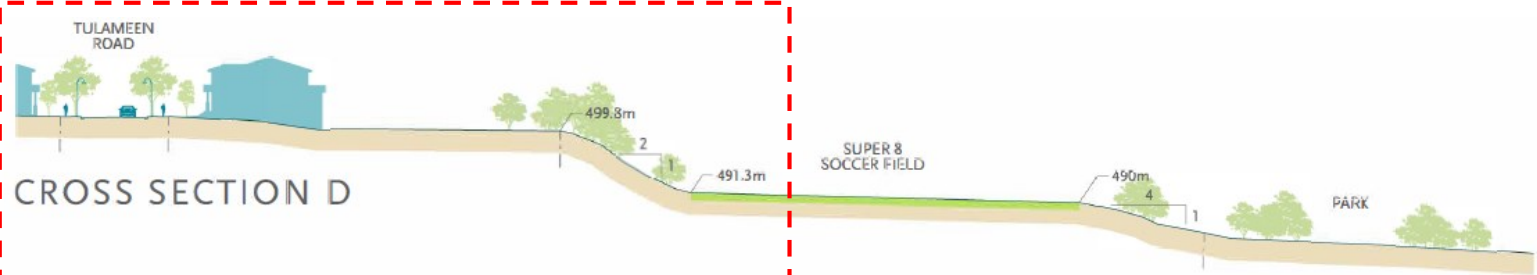 TULAMEEN
ROAD
499.8m
2
1
491.3m
SUPER 8
SOCCER FIELD
490m
4
1
PARK
CROSS SECTION D